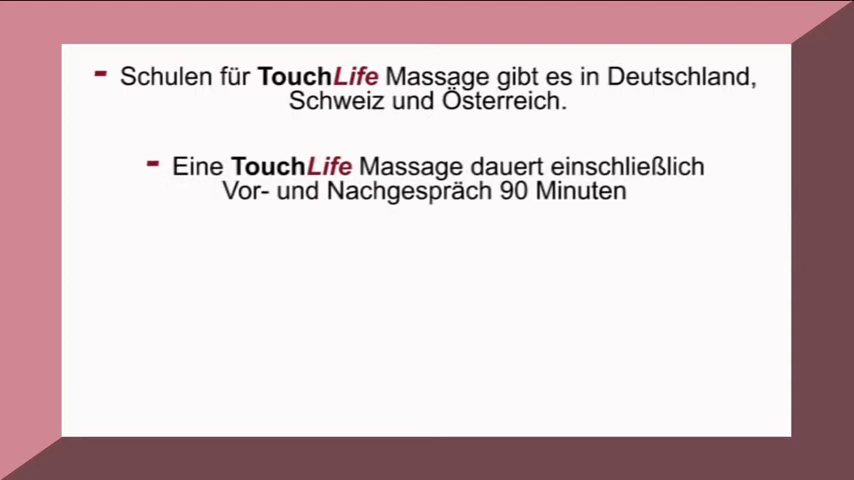 - Schulen für TouchLife Massage gibt es in Deutschland,
Schweiz und Österreich.
- Eine TouchLife Massage dauert einschließlich
Vor- und Nachgespräch 90 Minuten